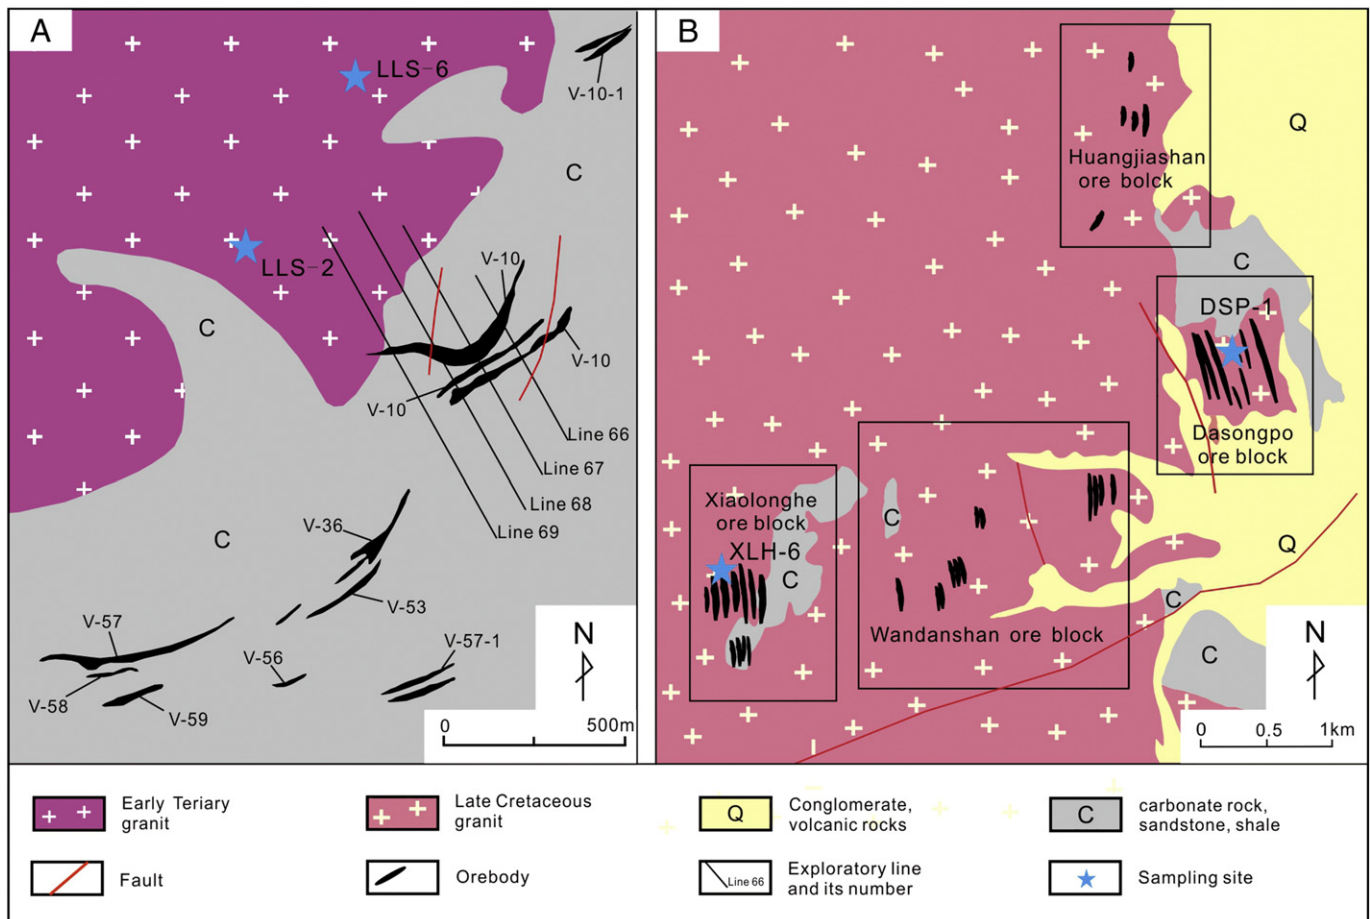 A
LLS-6
V-10-1
C
LLS-2
V-10
C
V-10
V-10
Line 66
Line 67
Line 68
Line 69
V-36
C
V-53
V-57
V-57-1
V-56
V-58
V-59
N
0 500m
B
Q
Huangjiashan
ore bolck
C
DSP-1
Dasongpo
ore block
Xiaolonghe
ore block
XLH-6
C
C
Q
C
Wandanshan ore block
C
N
0 0.5 1km
Early Teriary
granit
Late Cretaceous
granit
Q
Conglomerate,
volcanic rocks
C
carbonate rock,
sandstone, shale
Fault
Orebody
Line 66
Exploratory line
and its number
Sampling site